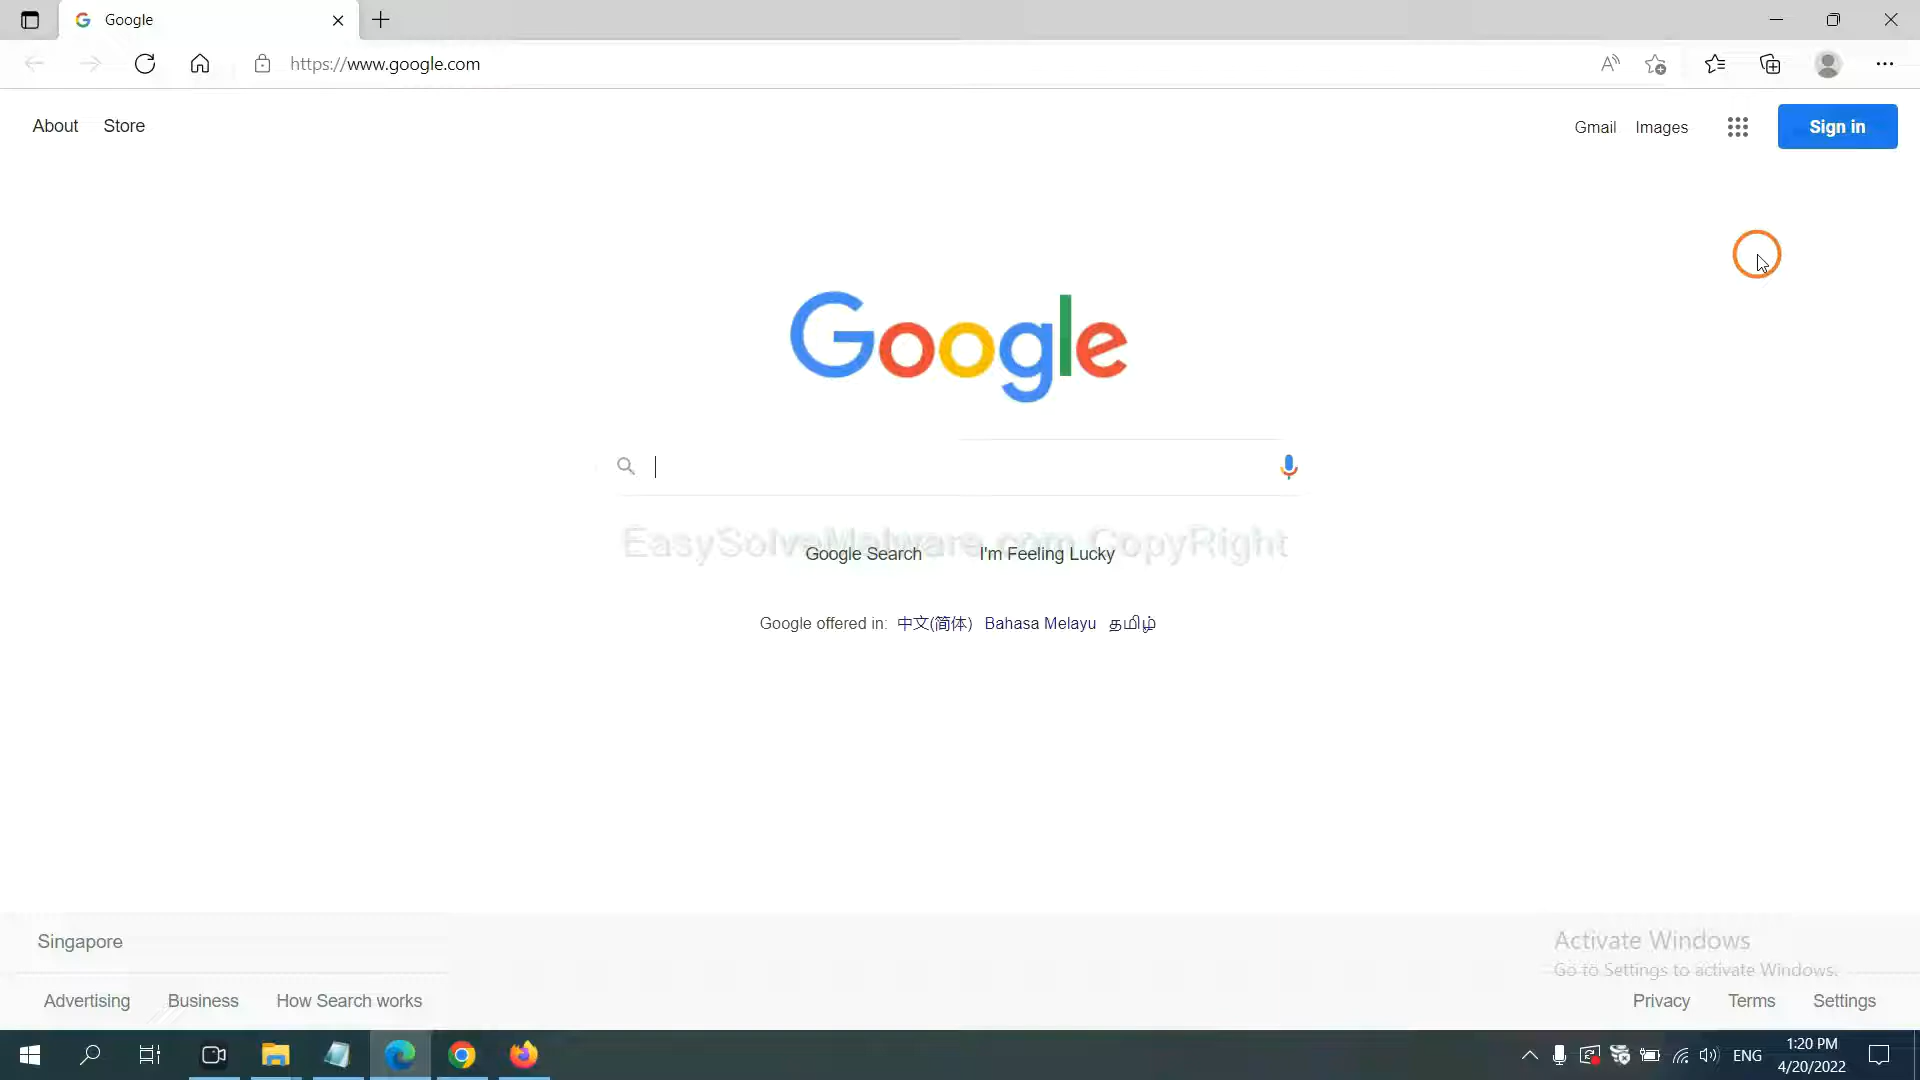 Google
https://www.google.com
About Store
Gmail Images
Sign in
Google
EasySolveMalware.com CopyRight
Google Search I'm Feeling Lucky
Google offered in: 中文(简体) Bahasa Melayu தமிழ்
Singapore
Activate Windows
Go to Settings to activate Windows.
Advertising Business How Search works
Privacy Terms Settings
ENG
1:20 PM
4/20/2022